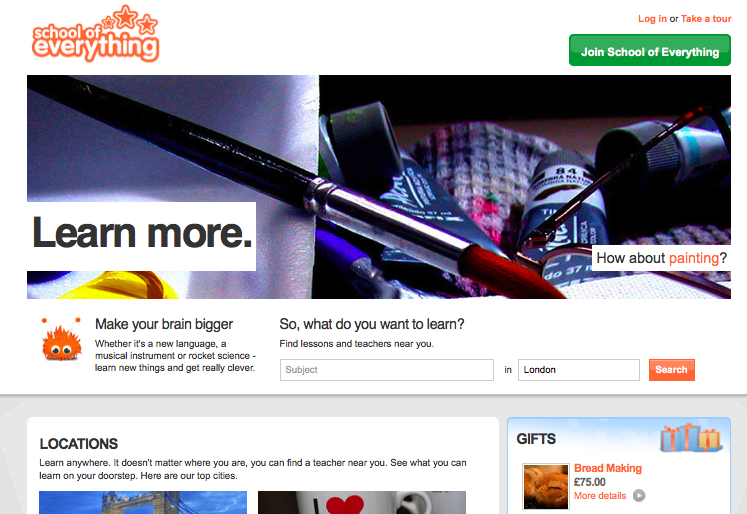 school of
everything
Log in or Take a tour
Join School of Everything
84
Learn more.
How about painting?
Make your brain bigger
Whether it's a new language, a
musical instrument or rocket science -
learn new things and get really clever.
So, what do you want to learn?
Find lessons and teachers near you.
Subject
in
London
Search
LOCATIONS
Learn anywhere. It doesn't matter where you are, you can find a teacher near you. See what you can
learn on your doorstep. Here are our top cities.
I
GIFTS
Bread Making
£75.00
More details